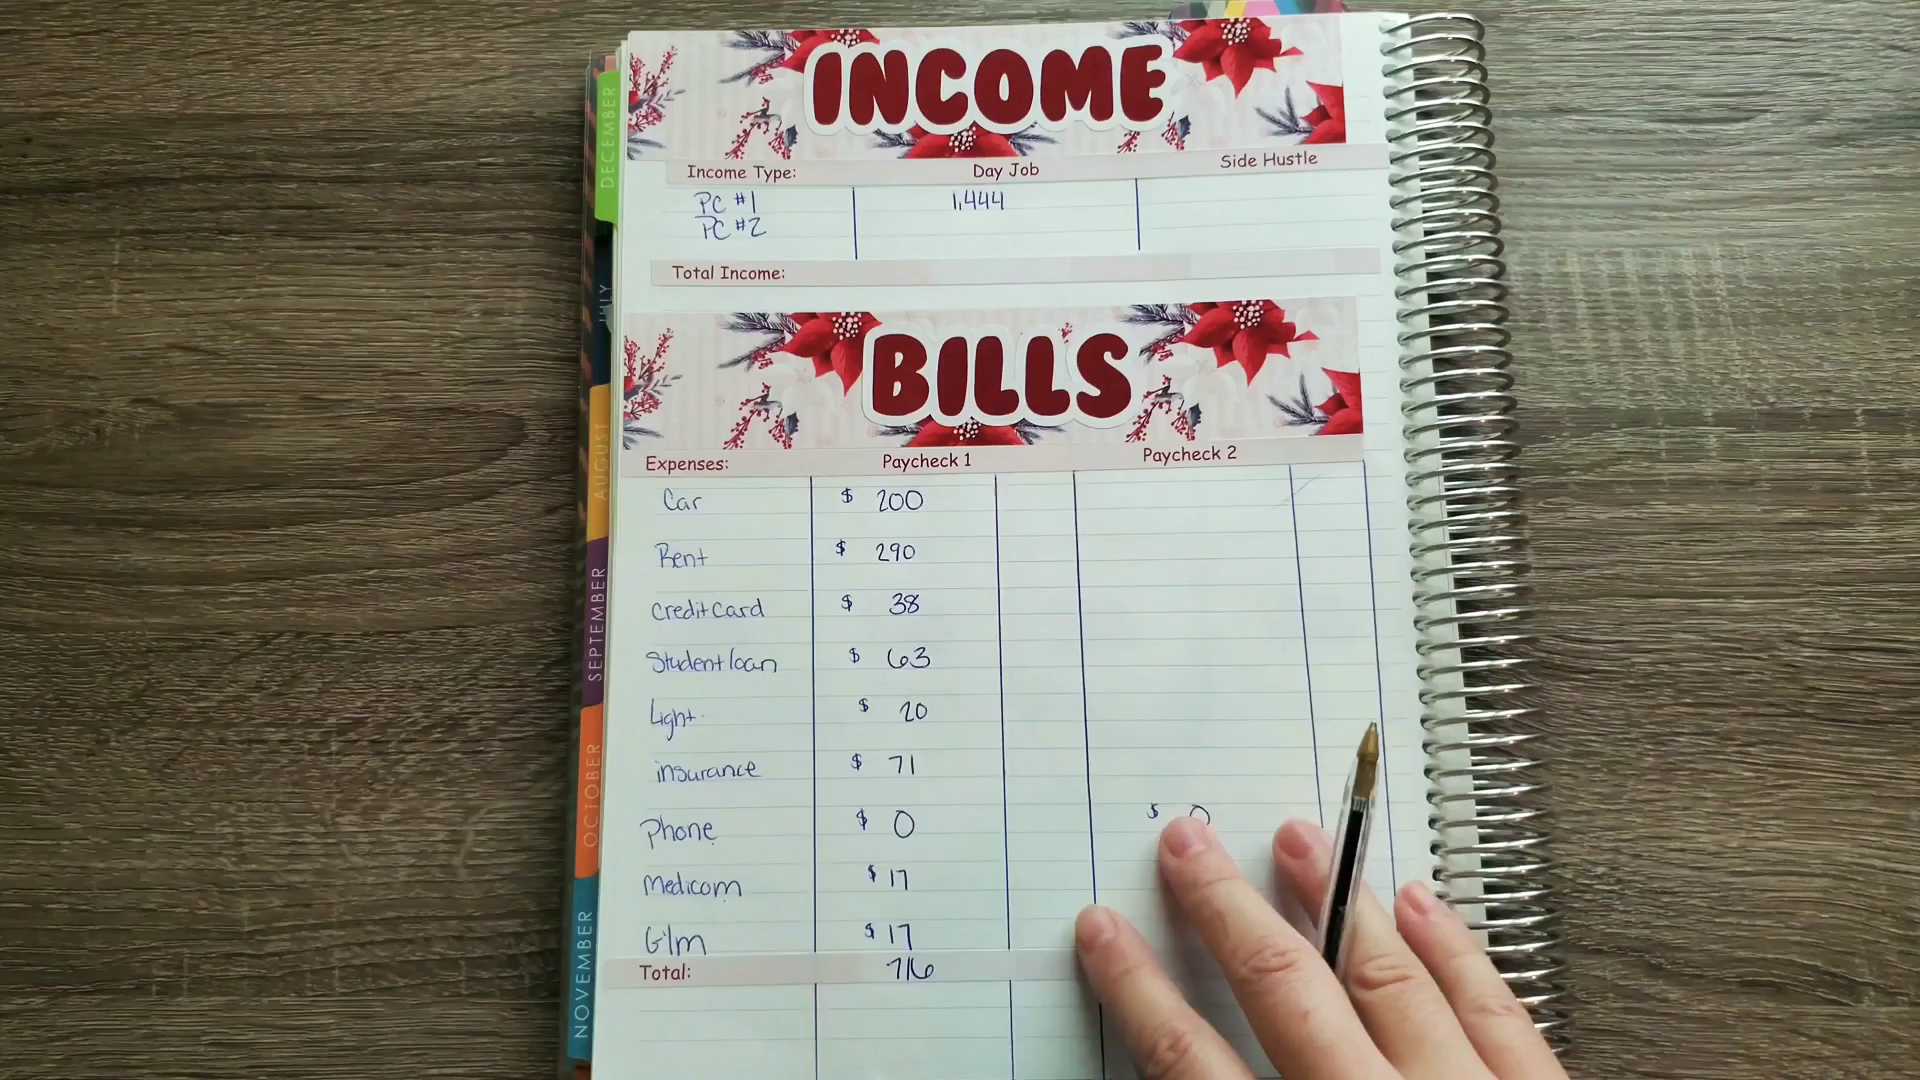 INCOME
Income Type: Day Job Side Hustle
PC #1 1,444
PC #2
Total Income:
BILLS
Expenses: Paycheck 1 Paycheck 2
Car $ 200
Rent $ 290
Credit Card $ 38
Student loan $ 63
Light $ 20
insurance $ 71
Phone $ 0 $ 0
Medicom $ 17
Glm $ 17
Total: 716
DECEMBER
JULY
AUGUST
SEPTEMBER
OCTOBER
NOVEMBER